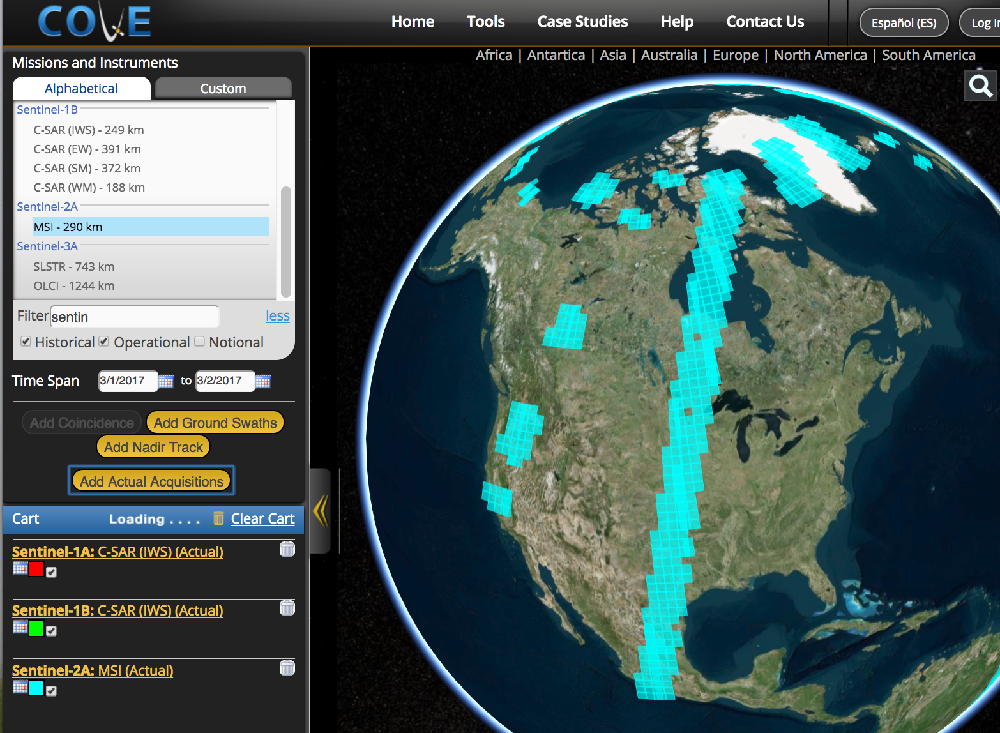 COVE
Home Tools Case Studies Help Contact Us
Español (ES)
Africa | Antartica | Asia | Australia | Europe | North America | South America
Missions and Instruments
Alphabetical Custom
Sentinel-1B
C-SAR (IWS) - 249 km
C-SAR (EW) - 391 km
C-SAR (SM) - 372 km
C-SAR (WM) - 188 km
Sentinel-2A
MSI - 290 km
Sentinel-3A
SLSTR - 743 km
OLCI - 1244 km
Filter sentin less
Historical Operational Notional
Time Span 3/1/2017 to 3/2/2017
Add Coincidence Add Ground Swaths
Add Nadir Track
Add Actual Acquisitions
Cart Loading . . . . Clear Cart
Sentinel-1A: C-SAR (IWS) (Actual)
Sentinel-1B: C-SAR (IWS) (Actual)
Sentinel-2A: MSI (Actual)